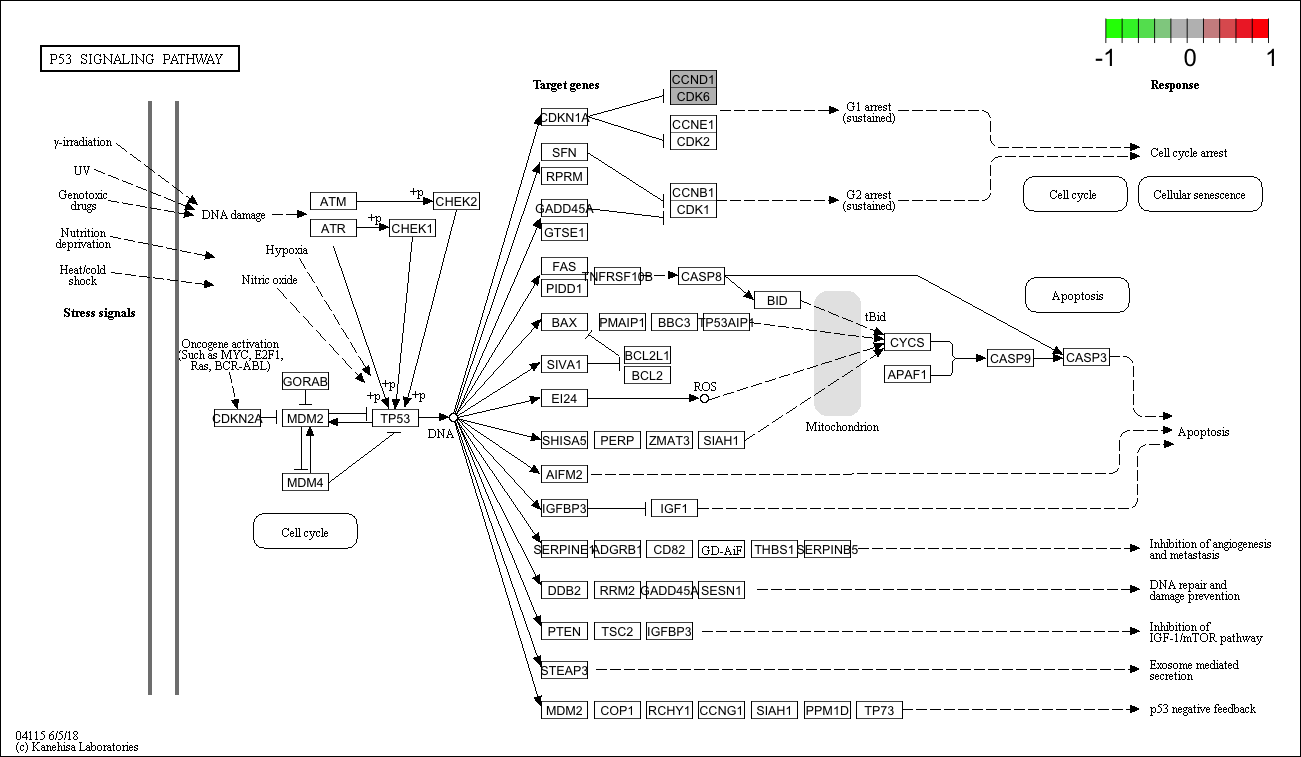 -1 0 1
P53 SIGNALING PATHWAY
Target genes
Response
CCND1
CDK6
CDKN1A
G1 arrest
(sustained)
CCNE1
CDK2
γ-irradiation
Cell cycle arrest
SFN
UV
RPRM
Genotoxic
drugs
CCNB1
CDK1
G2 arrest
(sustained)
Cell cycle
Cellular senescence
ATM
+p
CHEK2
DNA damage
GADD45A
ATR
+p
CHEK1
GTSE1
Nutrition
deprivation
Hypoxia
FAS
TNFRSF10B
CASP8
Heat/cold
shock
Nitric oxide
PIDD1
BID
Apoptosis
Stress signals
tBid
BAX
PMAIP1
BBC3
TP53AIP1
CYCS
Oncogene activation
(Such as MYC, E2F1,
Ras, BCR-ABL)
BCL2L1
SIVA1
BCL2
CASP9
CASP3
APAF1
GORAB
+p
+p
+p
EI24
ROS
CDKN2A
MDM2
TP53
DNA
Mitochondrion
SHISA5
PERP
ZMAT3
SIAH1
Apoptosis
AIFM2
MDM4
IGFBP3
IGF1
Cell cycle
SERPINE1
ADGRB1
CD82
GD-AiF
THBS1
SERPINB5
Inhibition of angiogenesis
and metastasis
DDB2
RRM2
GADD45A
SESN1
DNA repair and
damage prevention
PTEN
TSC2
IGFBP3
Inhibition of
IGF-1/mTOR pathway
STEAP3
Exosome mediated
secretion
MDM2
COP1
RCHY1
CCNG1
SIAH1
PPM1D
TP73
p53 negative feedback
04115 6/5/18
(c) Kanehisa Laboratories